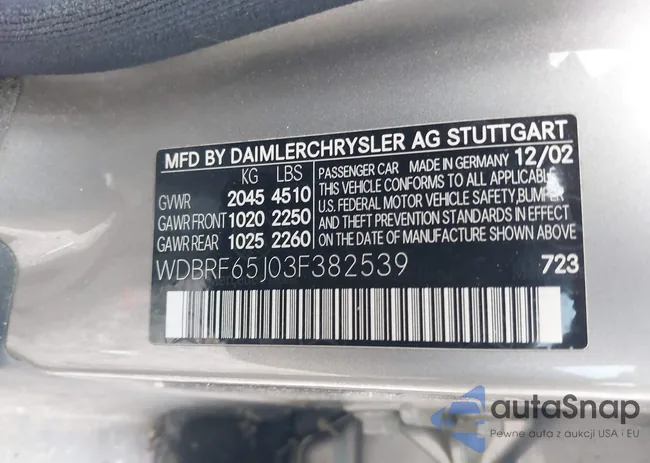 MFD BY DAIMLERCHRYSLER AG STUTTGART
KG LBS PASSENGER CAR MADE IN GERMANY 12/02
GVWR 2045 4510 THIS VEHICLE CONFORMS TO ALL APPLICABLE
GAWR FRONT 1020 2250 U.S. FEDERAL MOTOR VEHICLE SAFETY, BUMPER
GAWR REAR 1025 2260 AND THEFT PREVENTION STANDARDS IN EFFECT
ON THE DATE OF MANUFACTURE SHOWN ABOVE.
WDBRF65J03F382539 723
autaSnap
Pewne auta z aukcji USA i EU